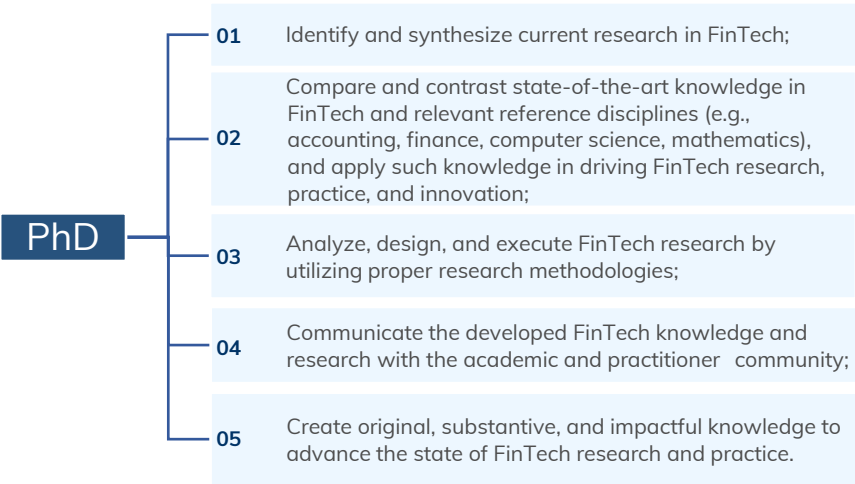 PhD
01
Identify and synthesize current research in FinTech;
02
Compare and contrast state-of-the-art knowledge in
FinTech and relevant reference disciplines (e.g.,
accounting, finance, computer science, mathematics),
and apply such knowledge in driving FinTech research,
practice, and innovation;
03
Analyze, design, and execute FinTech research by
utilizing proper research methodologies;
04
Communicate the developed FinTech knowledge and
research with the academic and practitioner community;
05
Create original, substantive, and impactful knowledge to
advance the state of FinTech research and practice.